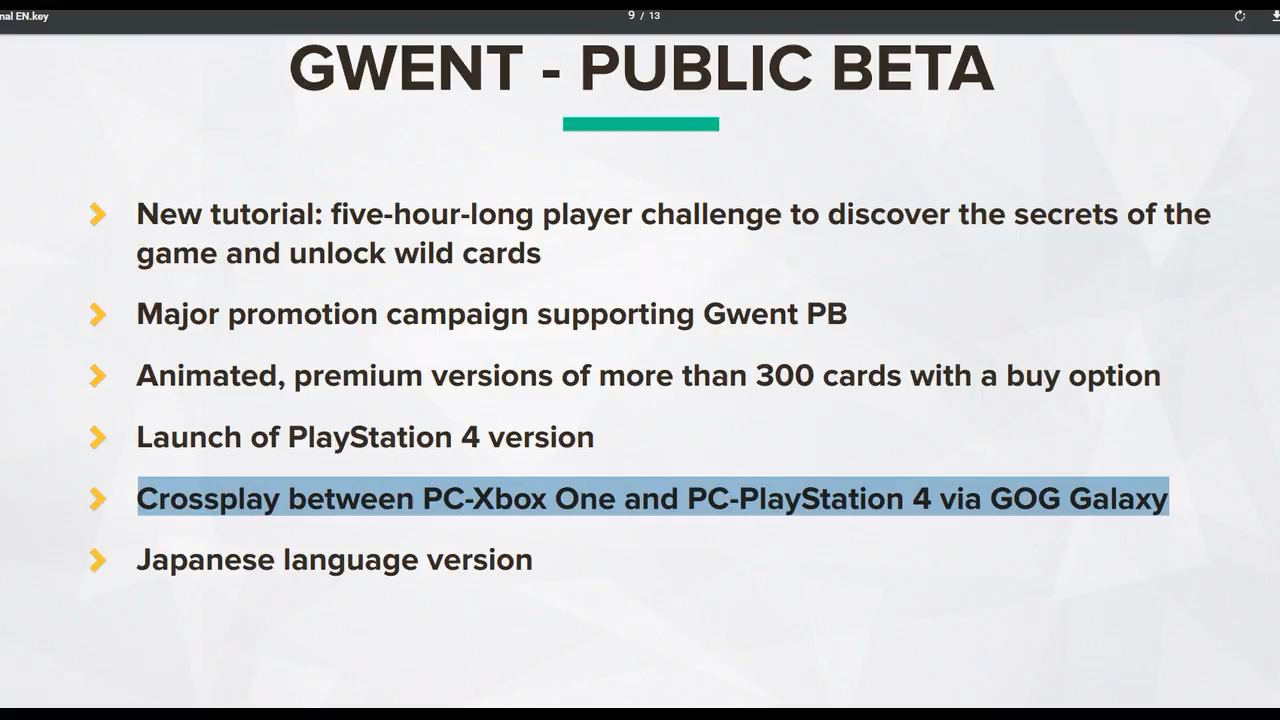 nal EN.key
9 / 13
GWENT - PUBLIC BETA
New tutorial: five-hour-long player challenge to discover the secrets of the
game and unlock wild cards
Major promotion campaign supporting Gwent PB
Animated, premium versions of more than 300 cards with a buy option
Launch of PlayStation 4 version
Crossplay between PC-Xbox One and PC-PlayStation 4 via GOG Galaxy
Japanese language version